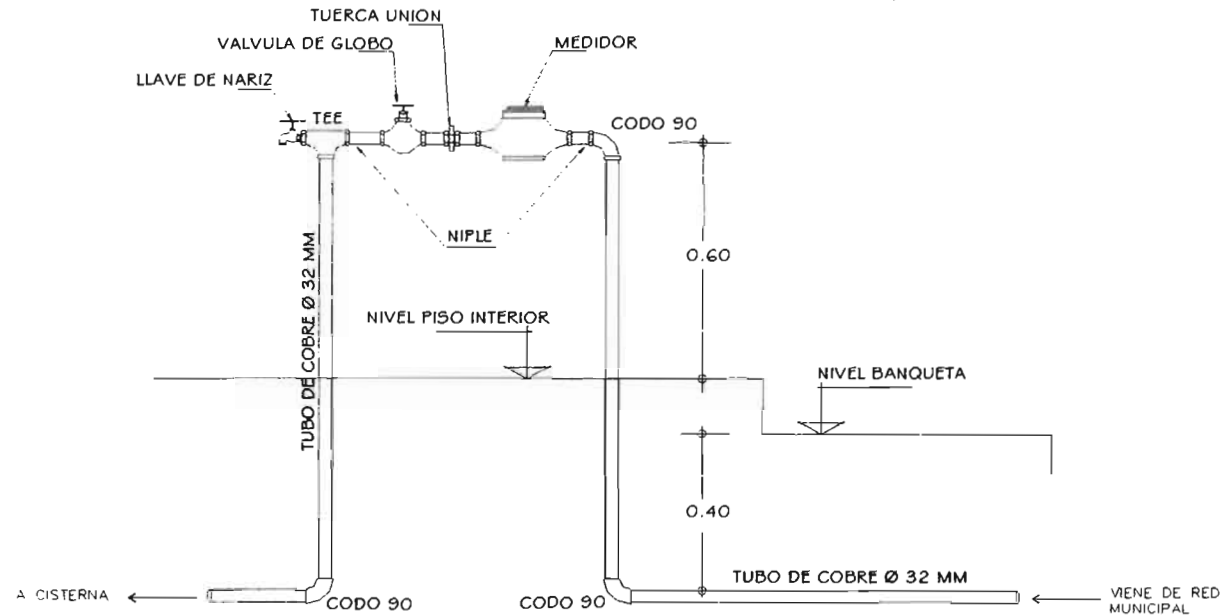 TUERCA UNION
VALVULA DE GLOBO
MEDIDOR
LLAVE DE NARIZ
TEE
CODO 90
NIPLE
0.60
TUBO DE COBRE Ø 32 MM
NIVEL PISO INTERIOR
NIVEL BANQUETA
0.40
TUBO DE COBRE Ø 32 MM
A CISTERNA
CODO 90
CODO 90
VIENE DE RED
MUNICIPAL